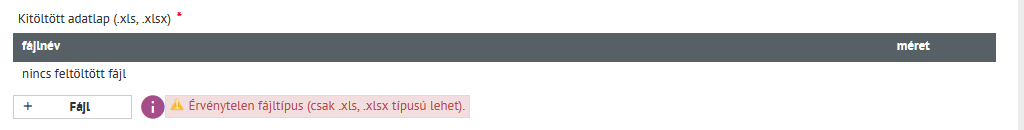 Kitöltött adatlap (.xls, .xlsx) *
fájlnév méret
nincs feltöltött fájl
+ Fájl i Érvénytelen fájltípus (csak .xls, .xlsx típusú lehet).